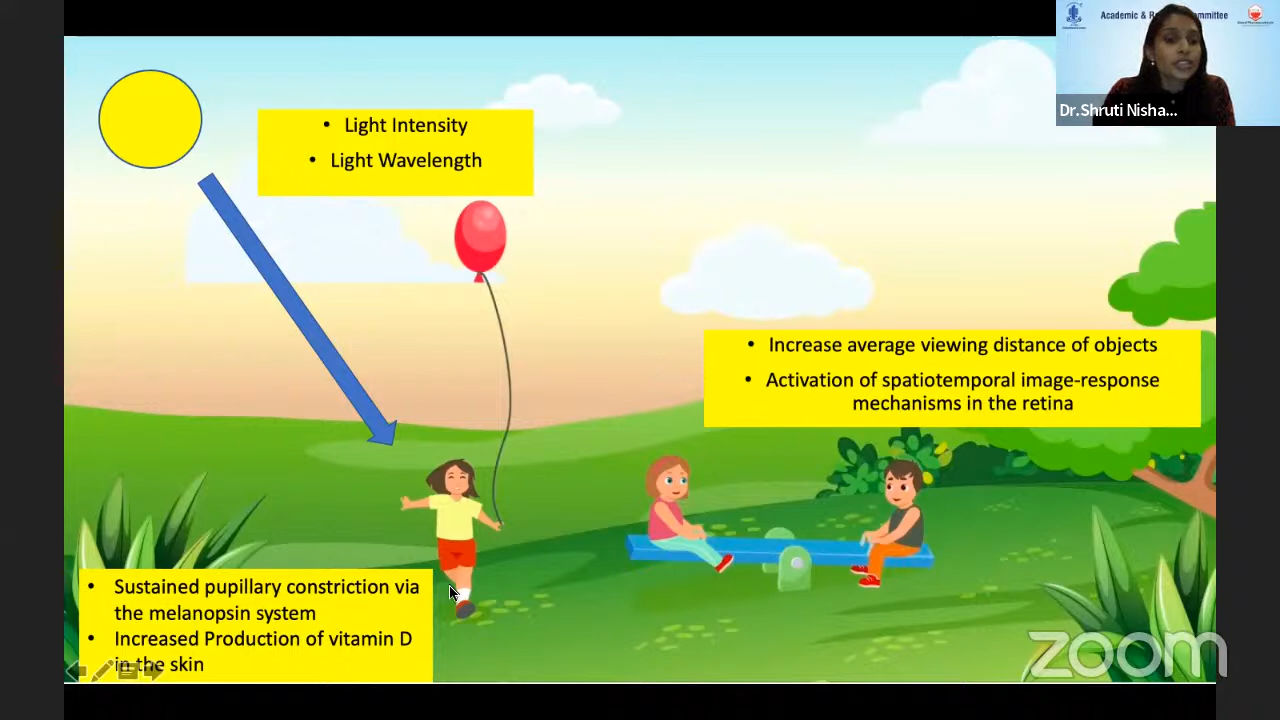 Academic & R
mmittee
Dr.Shruti Nisha...
• Light Intensity
• Light Wavelength
• Increase average viewing distance of objects
• Activation of spatiotemporal image-response
mechanisms in the retina
• Sustained pupillary constriction via
the melanopsin system
• Increased Production of vitamin D
in the skin
zoom